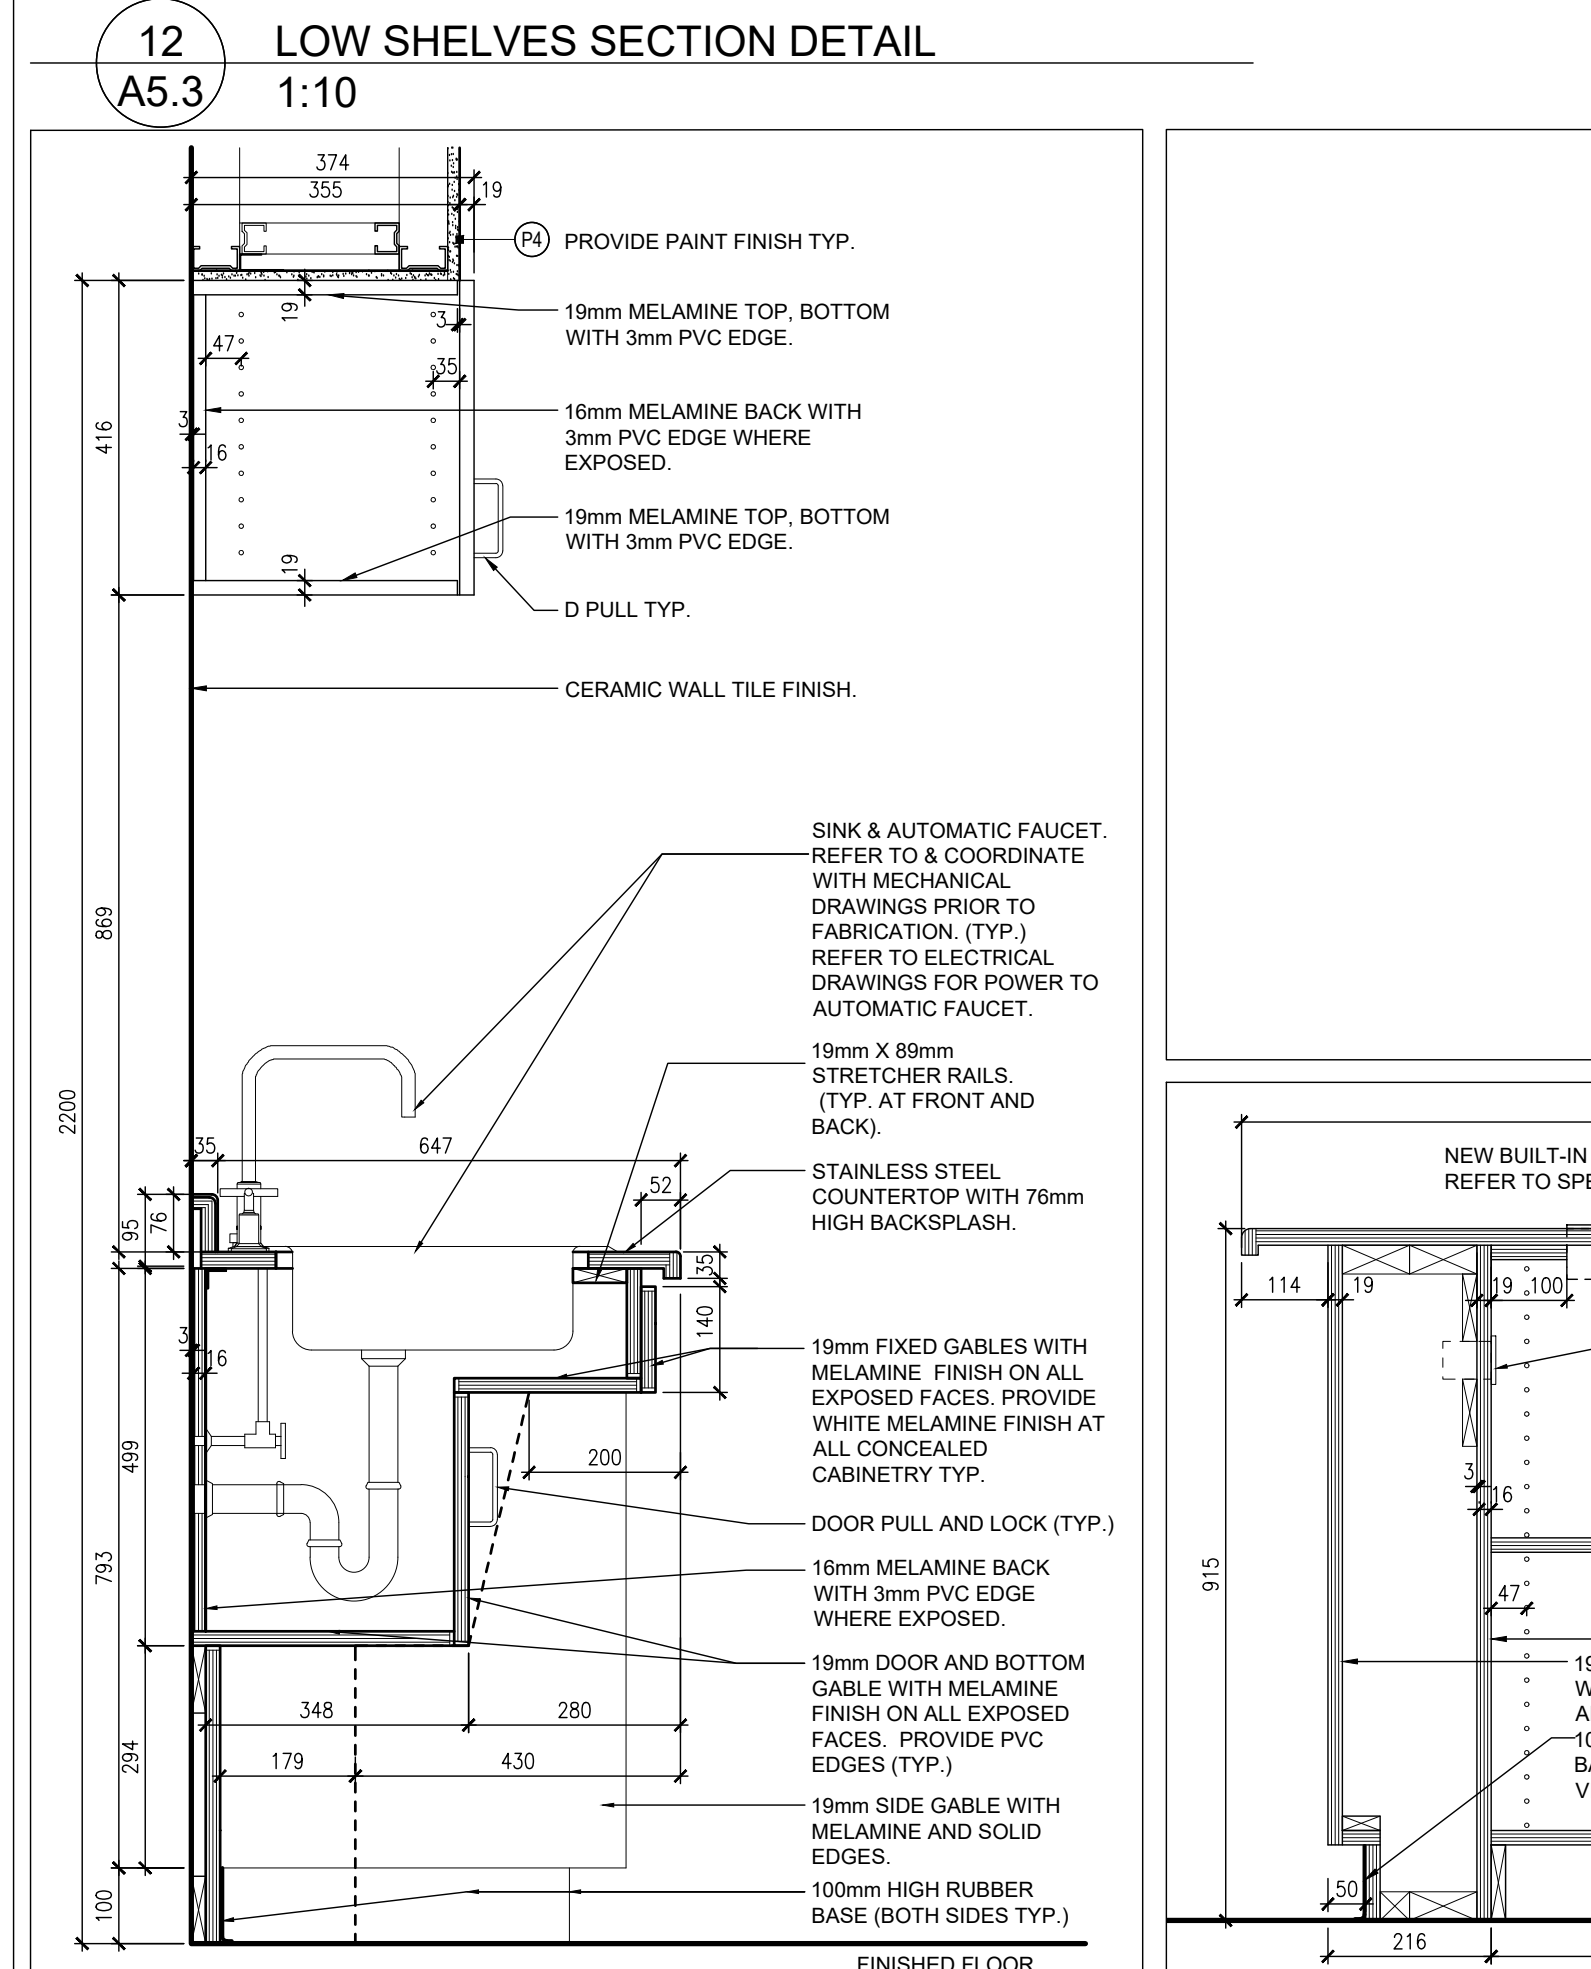 12
A5.3
LOW SHELVES SECTION DETAIL
1:10
374
355
19
P4
PROVIDE PAINT FINISH TYP.
19
19mm MELAMINE TOP, BOTTOM
WITH 3mm PVC EDGE.
3
47
35
416
3
16
16mm MELAMINE BACK WITH
3mm PVC EDGE WHERE
EXPOSED.
19mm MELAMINE TOP, BOTTOM
WITH 3mm PVC EDGE.
19
D PULL TYP.
CERAMIC WALL TILE FINISH.
869
2200
SINK & AUTOMATIC FAUCET.
REFER TO & COORDINATE
WITH MECHANICAL
DRAWINGS PRIOR TO
FABRICATION. (TYP.)
REFER TO ELECTRICAL
DRAWINGS FOR POWER TO
AUTOMATIC FAUCET.
19mm X 89mm
STRETCHER RAILS.
(TYP. AT FRONT AND
BACK).
35
647
52
STAINLESS STEEL
COUNTERTOP WITH 76mm
HIGH BACKSPLASH.
95
76
35
140
3
16
19mm FIXED GABLES WITH
MELAMINE FINISH ON ALL
EXPOSED FACES. PROVIDE
WHITE MELAMINE FINISH AT
ALL CONCEALED
CABINETRY TYP.
499
200
DOOR PULL AND LOCK (TYP.)
793
16mm MELAMINE BACK
WITH 3mm PVC EDGE
WHERE EXPOSED.
19mm DOOR AND BOTTOM
GABLE WITH MELAMINE
FINISH ON ALL EXPOSED
FACES. PROVIDE PVC
EDGES (TYP.)
348
280
294
179
430
19mm SIDE GABLE WITH
MELAMINE AND SOLID
EDGES.
100
100mm HIGH RUBBER
BASE (BOTH SIDES TYP.)
FINISHED FLOOR
NEW BUILT-IN
REFER TO SPE
114
19
19
100
3
16
915
47
19
W
A
10
BA
V
50
216